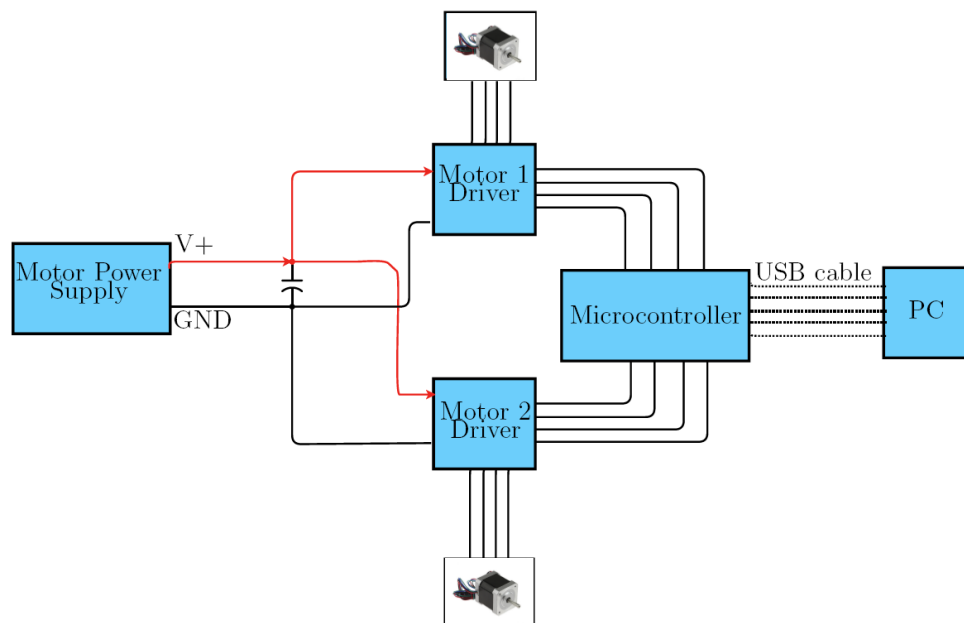 Motor 1
Driver
V+
Motor Power
Supply
GND
USB cable
Microcontroller
PC
Motor 2
Driver